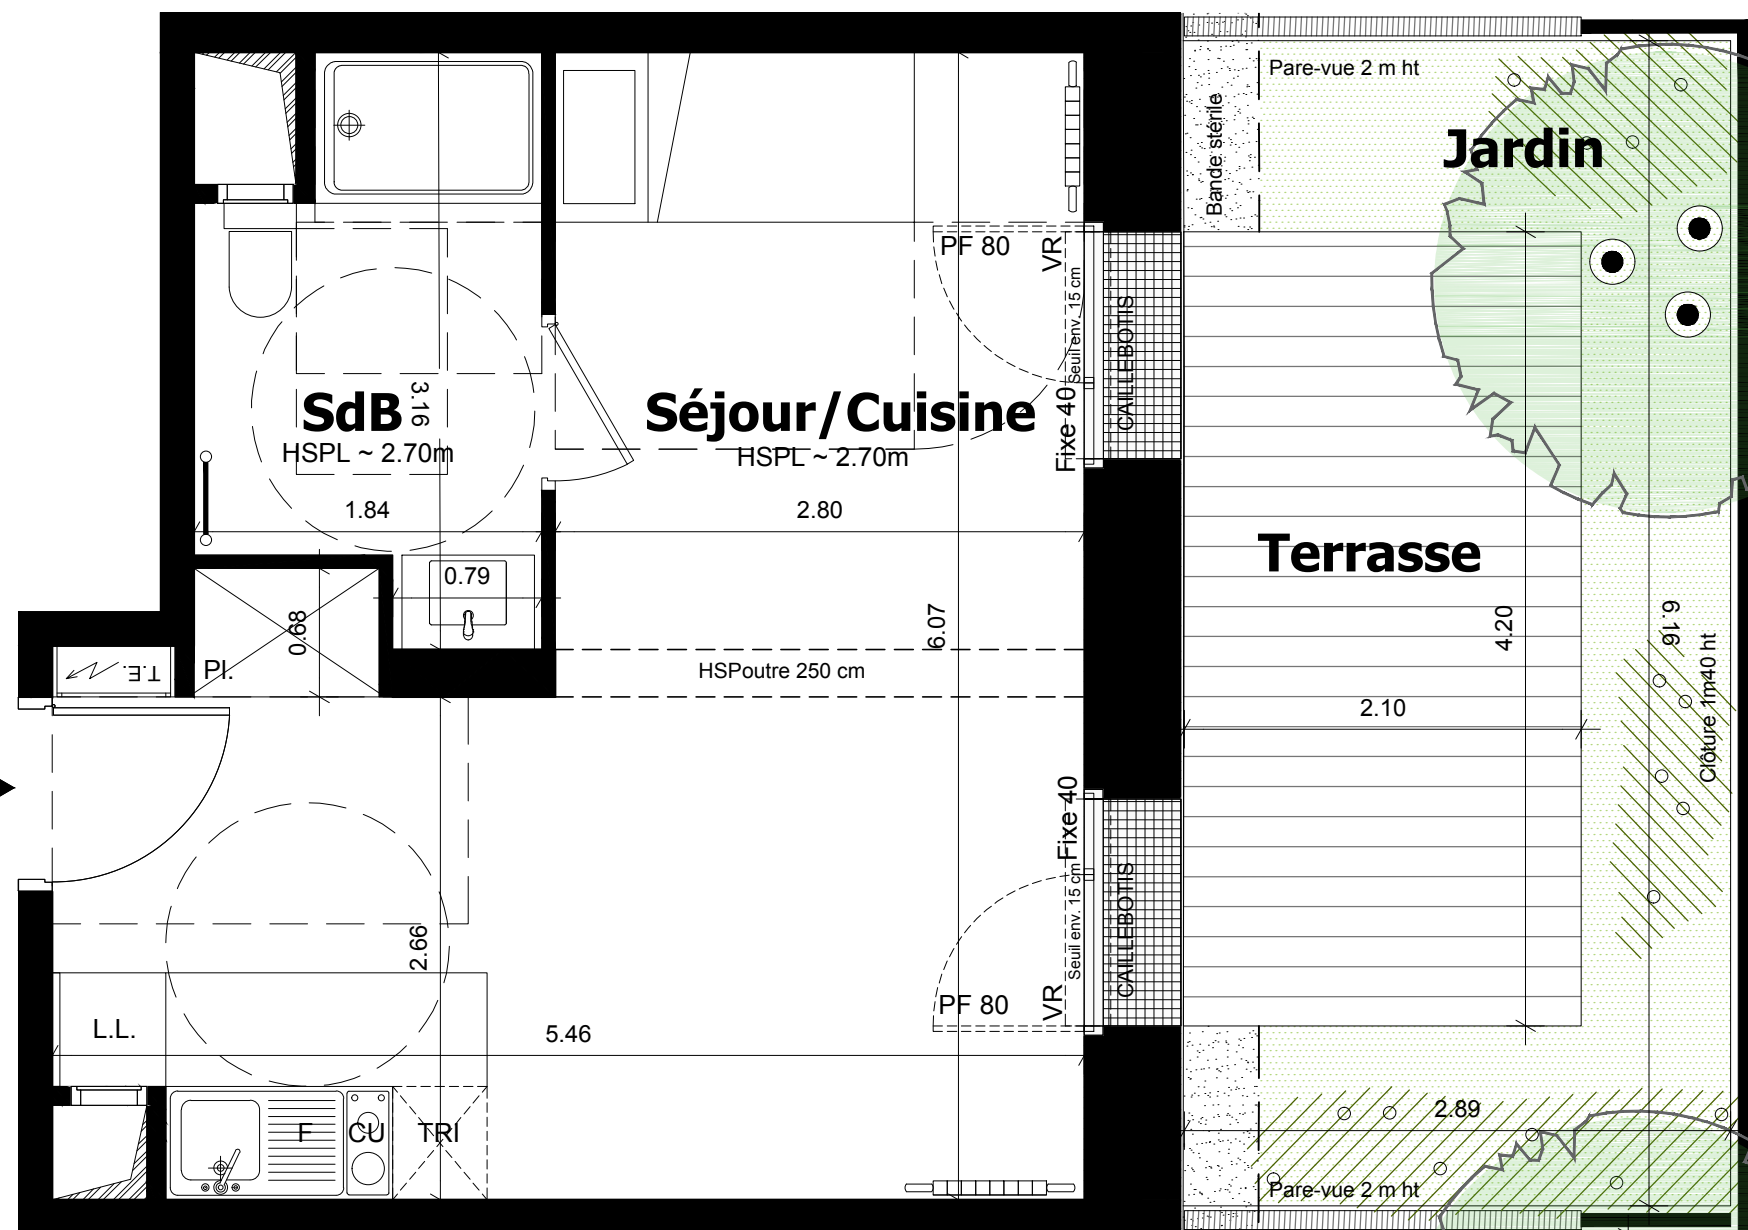 Pare-vue 2 m ht
Bande stérile
Jardin
PF 80
VR
Seuil env. 15 cm
CAILLEBOTIS
Fixe 40
SdB
HSPL ~ 2.70m
3.16
Séjour/Cuisine
HSPL ~ 2.70m
1.84
2.80
Terrasse
0.79
0.68
Pl.
T.E.
6.07
4.20
6.16
Clôture 1m40 ht
HSPoutre 250 cm
2.10
Fixe 40
Seuil env. 15 cm
CAILLEBOTIS
2.66
PF 80
VR
L.L.
5.46
2.89
F
CU
TRI
Pare-vue 2 m ht